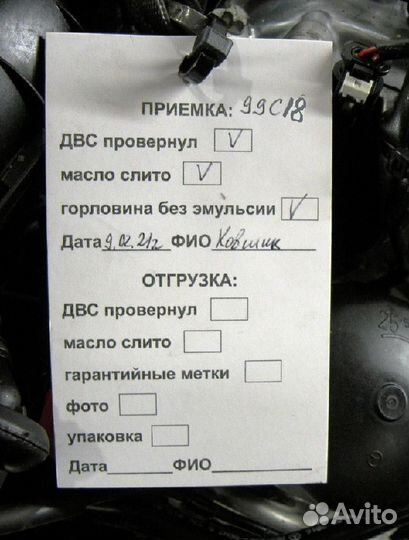 ПРИЕМКА: 99С18
ДВС провернул V
масло слито V
горловина без эмульсии V
Дата 9.02.21г ФИО
ОТГРУЗКА:
ДВС провернул
масло слито
гарантийные метки
фото
упаковка
Дата ФИО
Avito